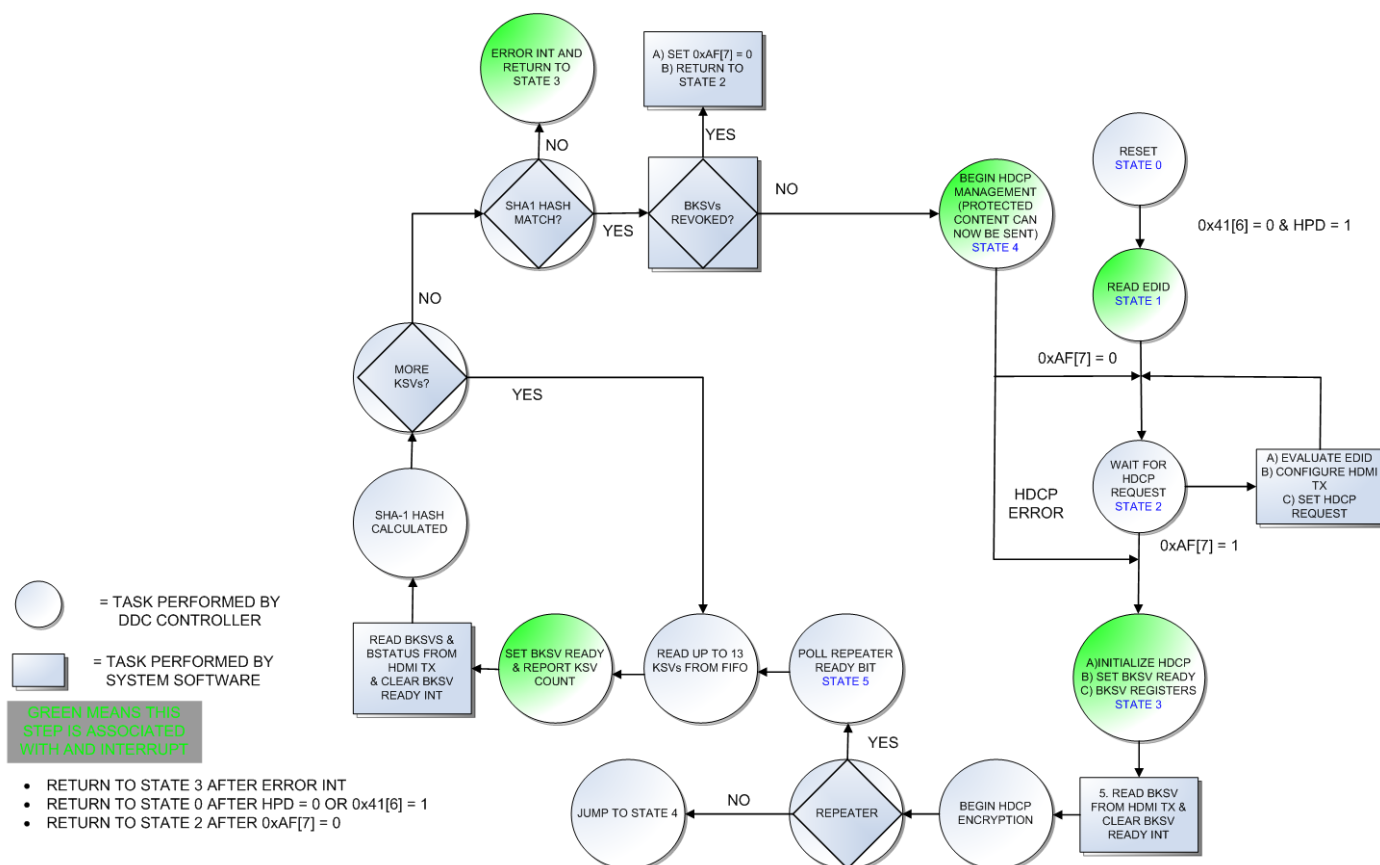 ERROR INT AND
RETURN TO
STATE 3
A) SET 0xAF[7] = 0
B) RETURN TO
STATE 2
NO
YES
SHA1 HASH
MATCH?
YES
BKSVs
REVOKED?
NO
BEGIN HDCP
MANAGEMENT
(PROTECTED
CONTENT CAN
NOW BE SENT)
STATE 4
RESET
STATE 0
0x41[6] = 0 & HPD = 1
READ EDID
STATE 1
NO
MORE
KSVs?
YES
0xAF[7] = 0
WAIT FOR
HDCP
REQUEST
STATE 2
A) EVALUATE EDID
B) CONFIGURE HDMI
TX
C) SET HDCP
REQUEST
HDCP
ERROR
0xAF[7] = 1
SHA-1 HASH
CALCULATED
= TASK PERFORMED BY
DDC CONTROLLER
= TASK PERFORMED BY
SYSTEM SOFTWARE
GREEN MEANS THIS
STEP IS ASSOCIATED
WITH AND INTERRUPT
READ BKSVS &
BSTATUS FROM
HDMI TX
& CLEAR BKSV
READY INT
SET BKSV READY
& REPORT KSV
COUNT
READ UP TO 13
KSVs FROM FIFO
POLL REPEATER
READY BIT
STATE 5
A)INITIALIZE HDCP
B) SET BKSV READY
C) BKSV REGISTERS
STATE 3
YES
• RETURN TO STATE 3 AFTER ERROR INT
• RETURN TO STATE 0 AFTER HPD = 0 OR 0x41[6] = 1
• RETURN TO STATE 2 AFTER 0xAF[7] = 0
JUMP TO STATE 4
NO
REPEATER
BEGIN HDCP
ENCRYPTION
5. READ BKSV
FROM HDMI TX &
CLEAR BKSV
READY INT